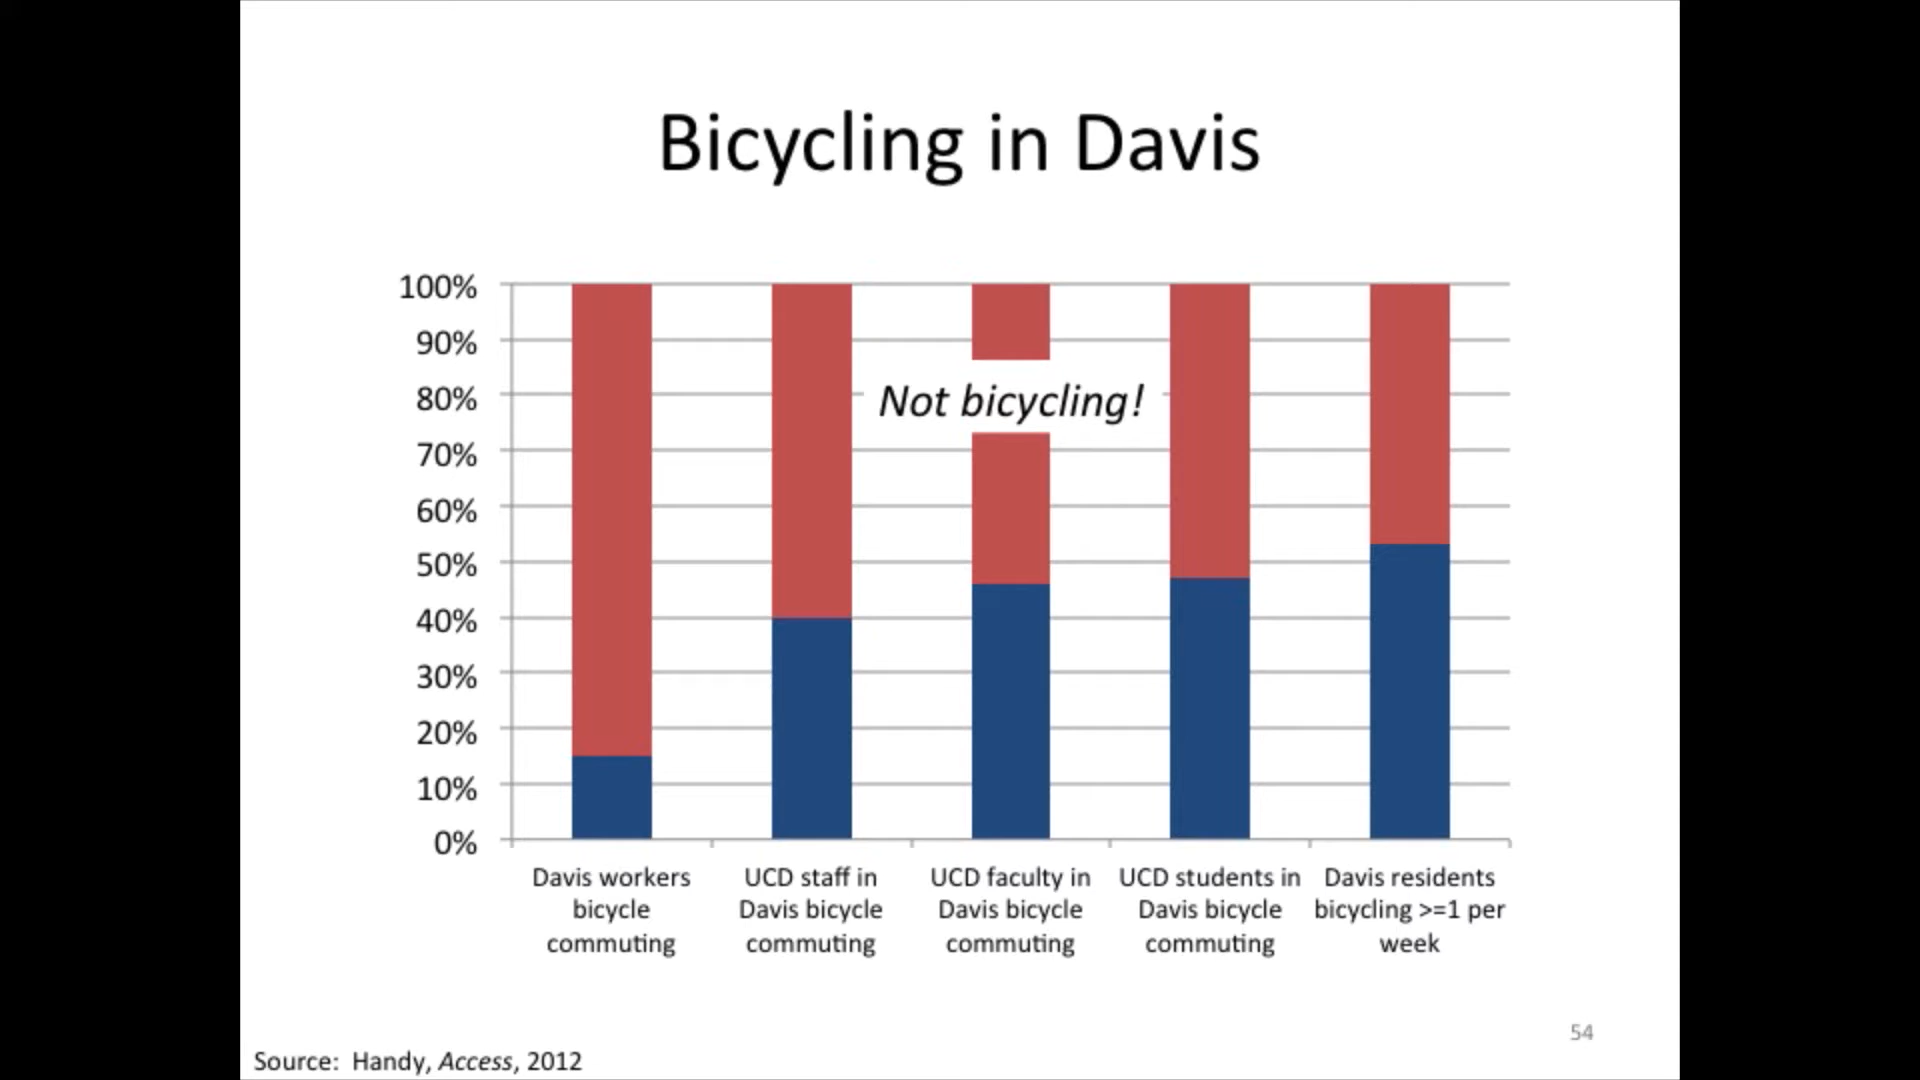 Bicycling in Davis
100%
90%
80%
70%
60%
50%
40%
30%
20%
10%
0%
Not bicycling!
Davis workers
bicycle
commuting
UCD staff in
Davis bicycle
commuting
UCD faculty in
Davis bicycle
commuting
UCD students in
Davis bicycle
commuting
Davis residents
bicycling >=1 per
week
54
Source:  Handy, Access, 2012